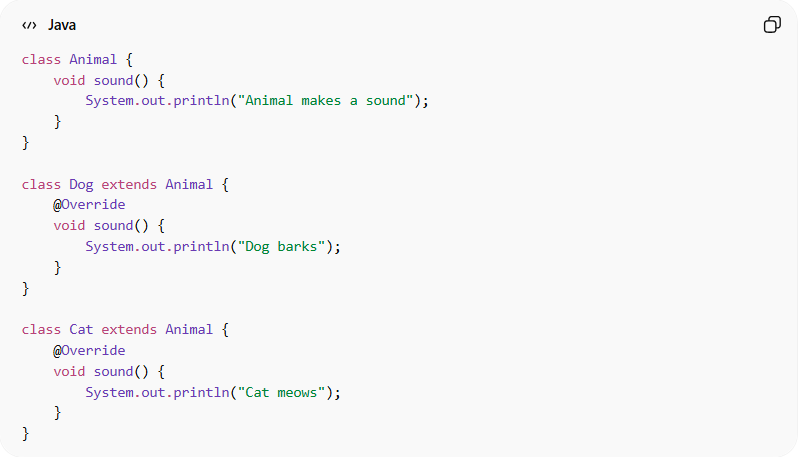 </> Java
class Animal {
    void sound() {
        System.out.println("Animal makes a sound");
    }
}

class Dog extends Animal {
    @Override
    void sound() {
        System.out.println("Dog barks");
    }
}

class Cat extends Animal {
    @Override
    void sound() {
        System.out.println("Cat meows");
    }
}